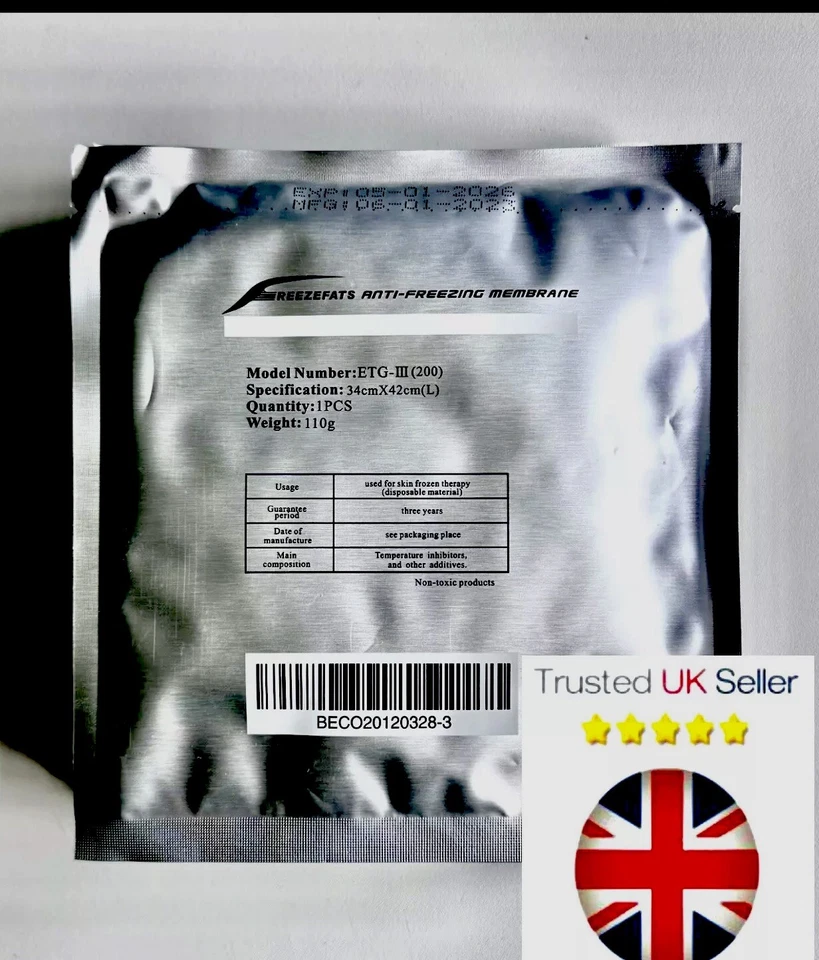 EXP:05-01-2026
MFG:06-01-2023
FREEZEFATS ANTI-FREEZING MEMBRANE
Model Number:ETG-Ⅲ(200)
Specification: 34cmX42cm(L)
Quantity:1PCS
Weight: 110g
Usage
used for skin frozen therapy
(disposable material)
Guarantee
period
three years
Date of
manufacture
see packaging place
Main
composition
Temperature inhibitors,
and other additives.
Non-toxic products
BECO20120328-3
Trusted UK Seller